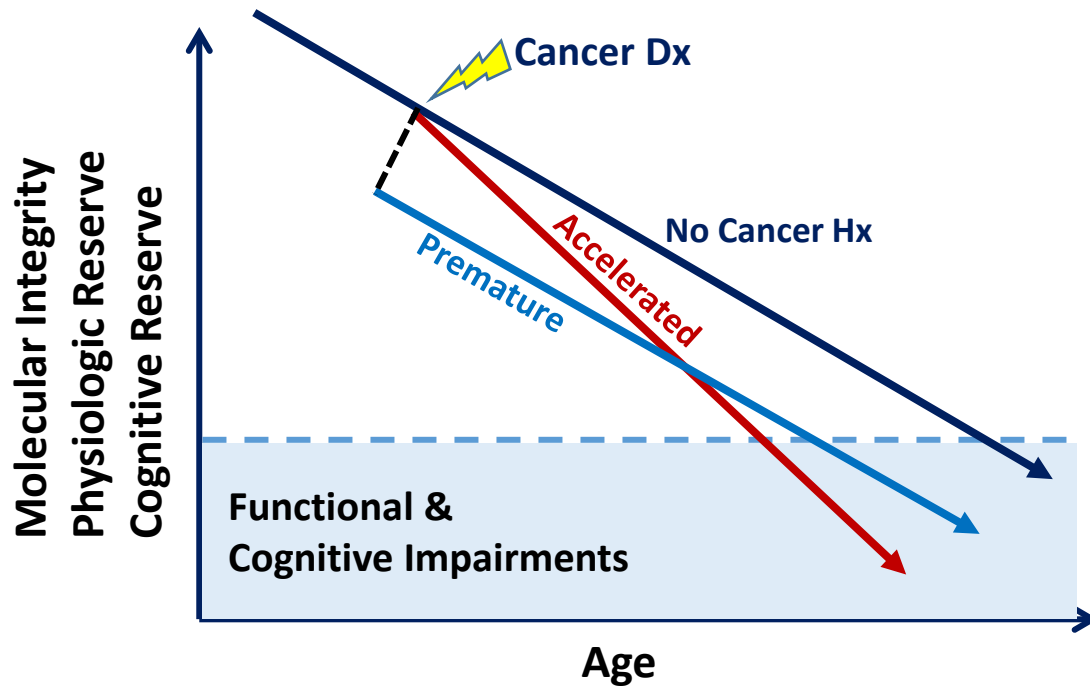 Cancer Dx
Molecular Integrity
Physiologic Reserve
Cognitive Reserve
No Cancer Hx
Accelerated
Premature
Functional &
Cognitive Impairments
Age